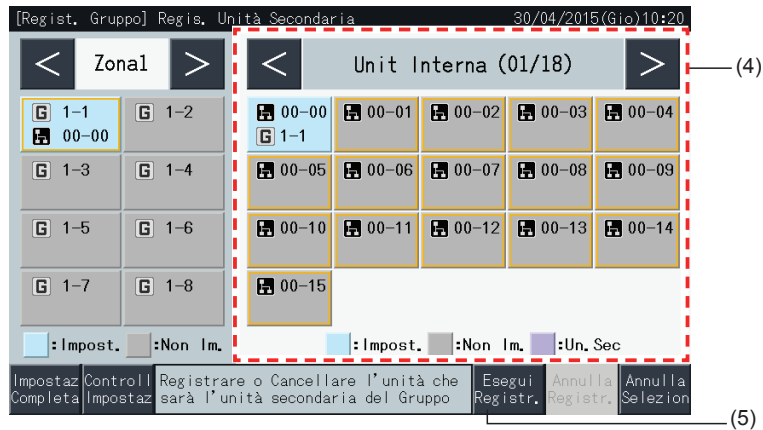 [Regist. Gruppo] Regis. Unità Secondaria 30/04/2015(Gio)10:20
< Zona1 > < Unit Interna (01/18) > (4)
G 1-1 G 1-2 00-00 00-01 00-02 00-03 00-04
00-00 G 1-1
G 1-3 G 1-4 00-05 00-06 00-07 00-08 00-09
G 1-5 G 1-6 00-10 00-11 00-12 00-13 00-14
G 1-7 G 1-8 00-15
:Impost. :Non Im. :Impost. :Non Im. :Un.Sec
Impostaz Controll Registrare o Cancellare l'unità che Esegui Annulla Annulla
Completa Impostaz sarà l'unità secondaria del Gruppo Registr. Registr. Selezion
(5)